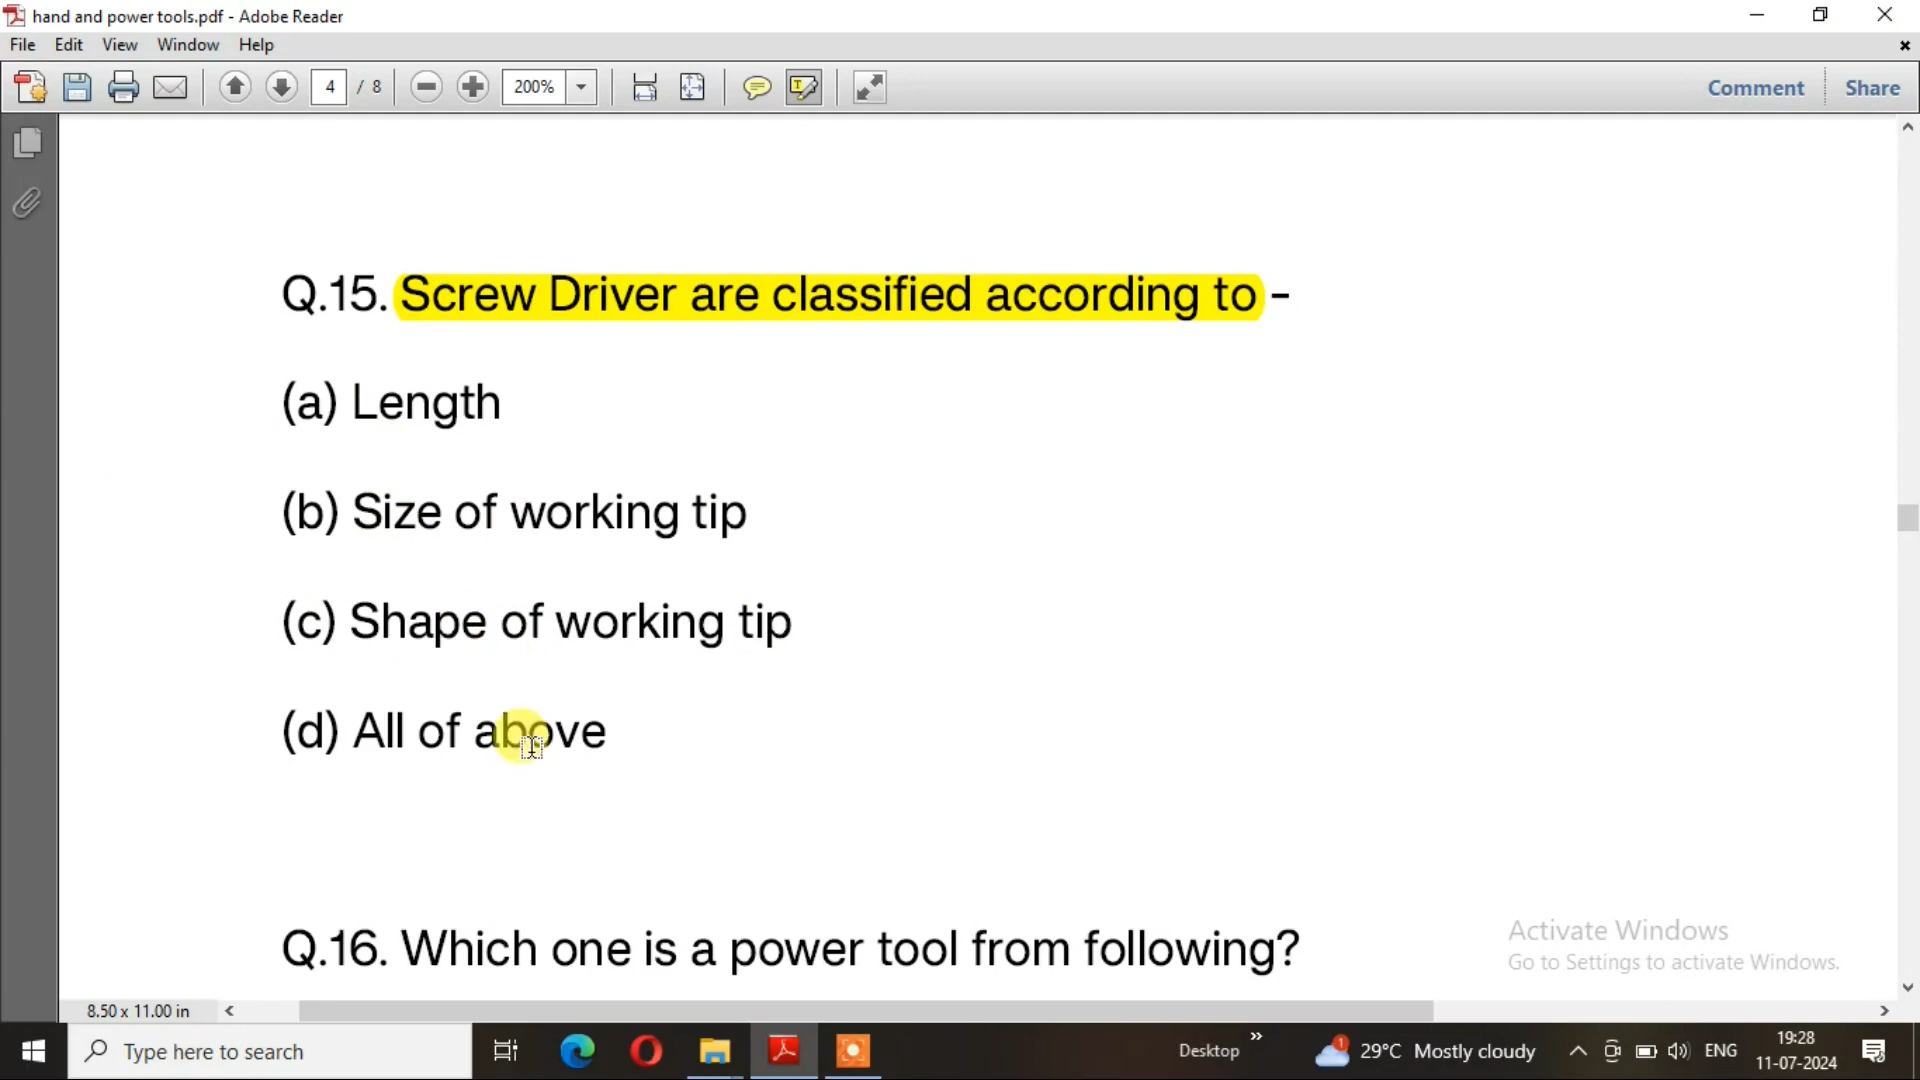 hand and power tools.pdf - Adobe Reader
File Edit View Window Help
4 / 8 200% Comment Share
Q.15. Screw Driver are classified according to -
(a) Length
(b) Size of working tip
(c) Shape of working tip
(d) All of above
Q.16. Which one is a power tool from following?
Activate Windows
Go to Settings to activate Windows.
8.50 x 11.00 in
Type here to search
Desktop
1
29°C Mostly cloudy
ENG
19:28
11-07-2024